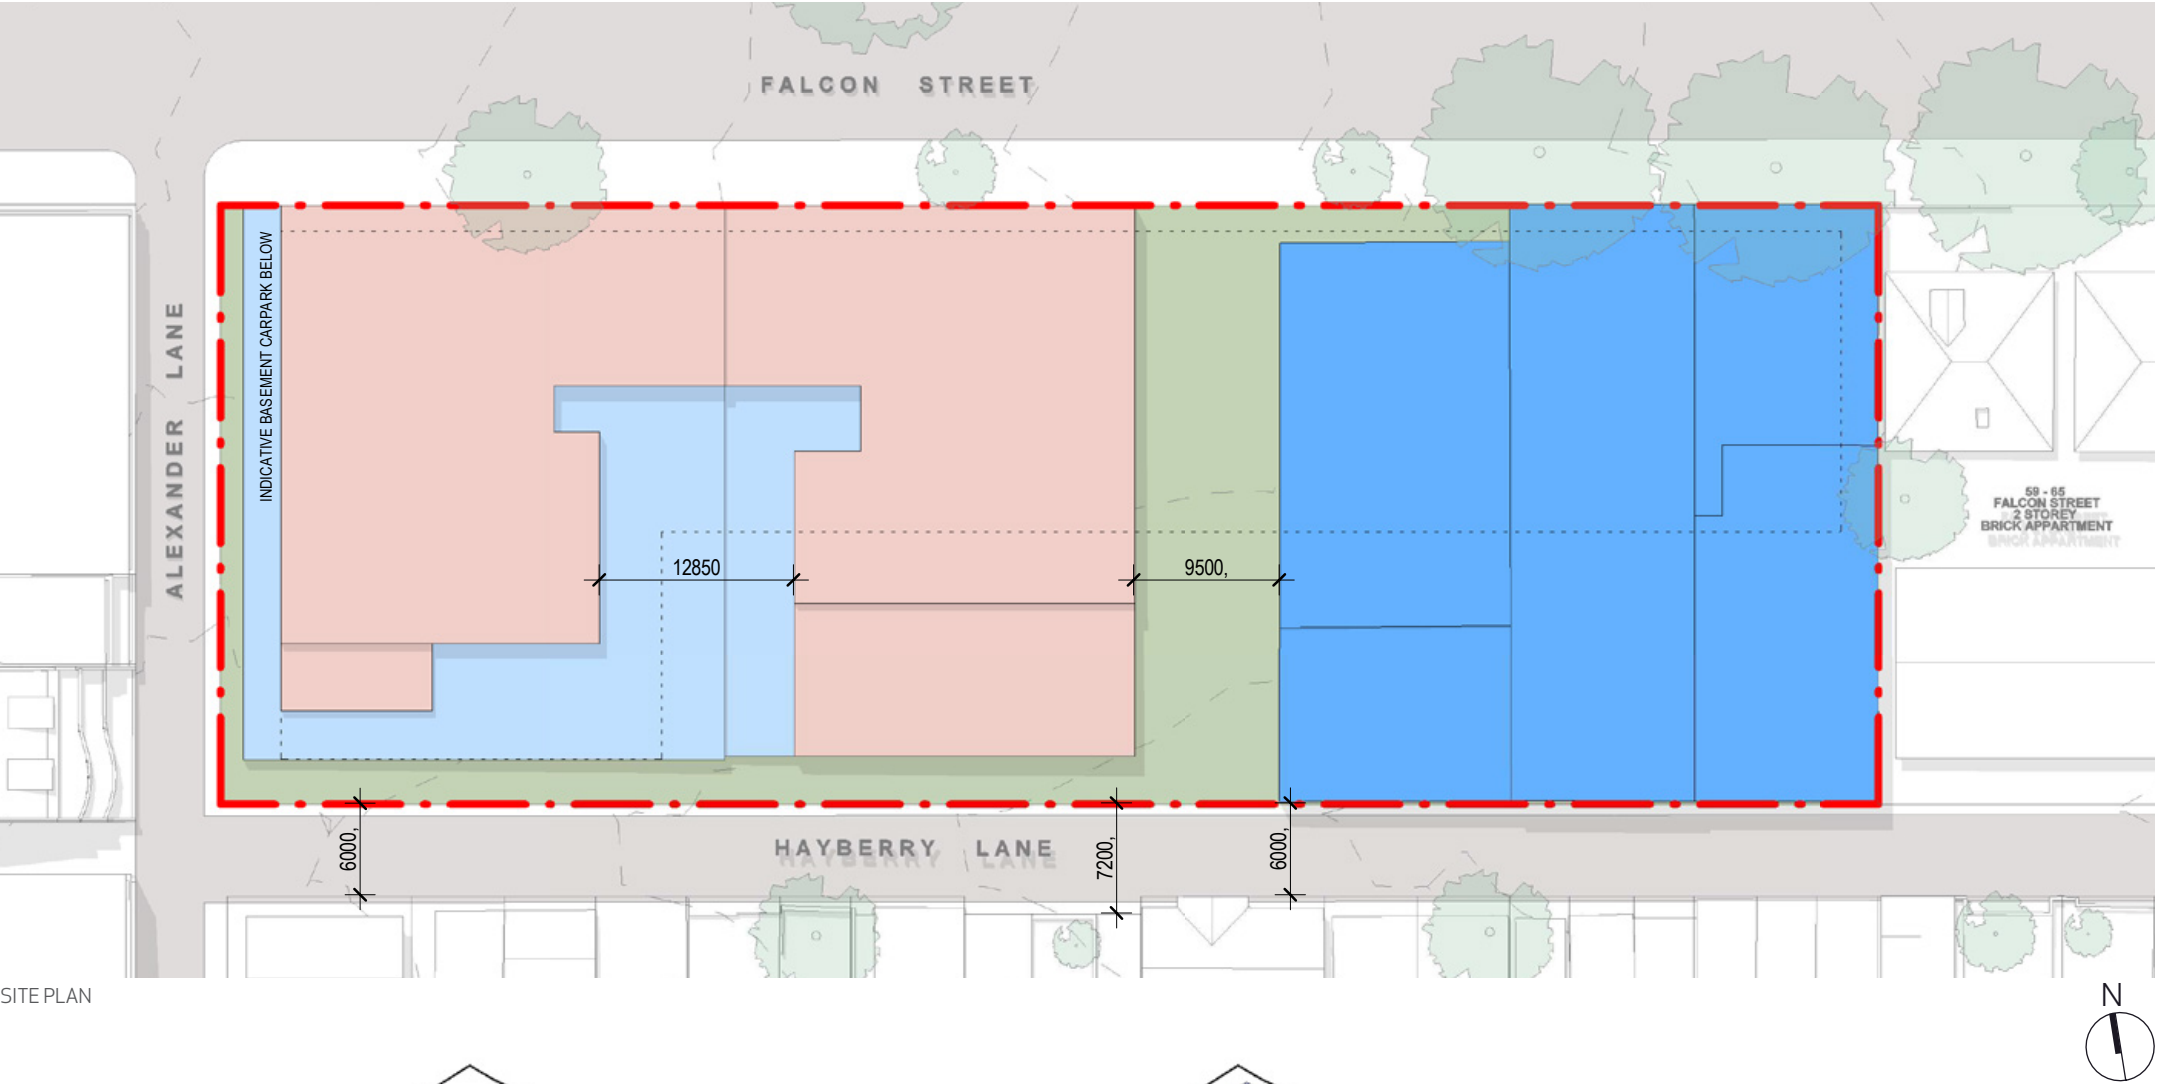 FALCON STREET
INDICATIVE BASEMENT CARPARK BELOW
ALEXANDER LANE
59 - 65
FALCON STREET
2 STOREY
BRICK APPARTMENT
12850
9500,
6000,
HAYBERRY LANE
7200,
6000,
SITE PLAN
N